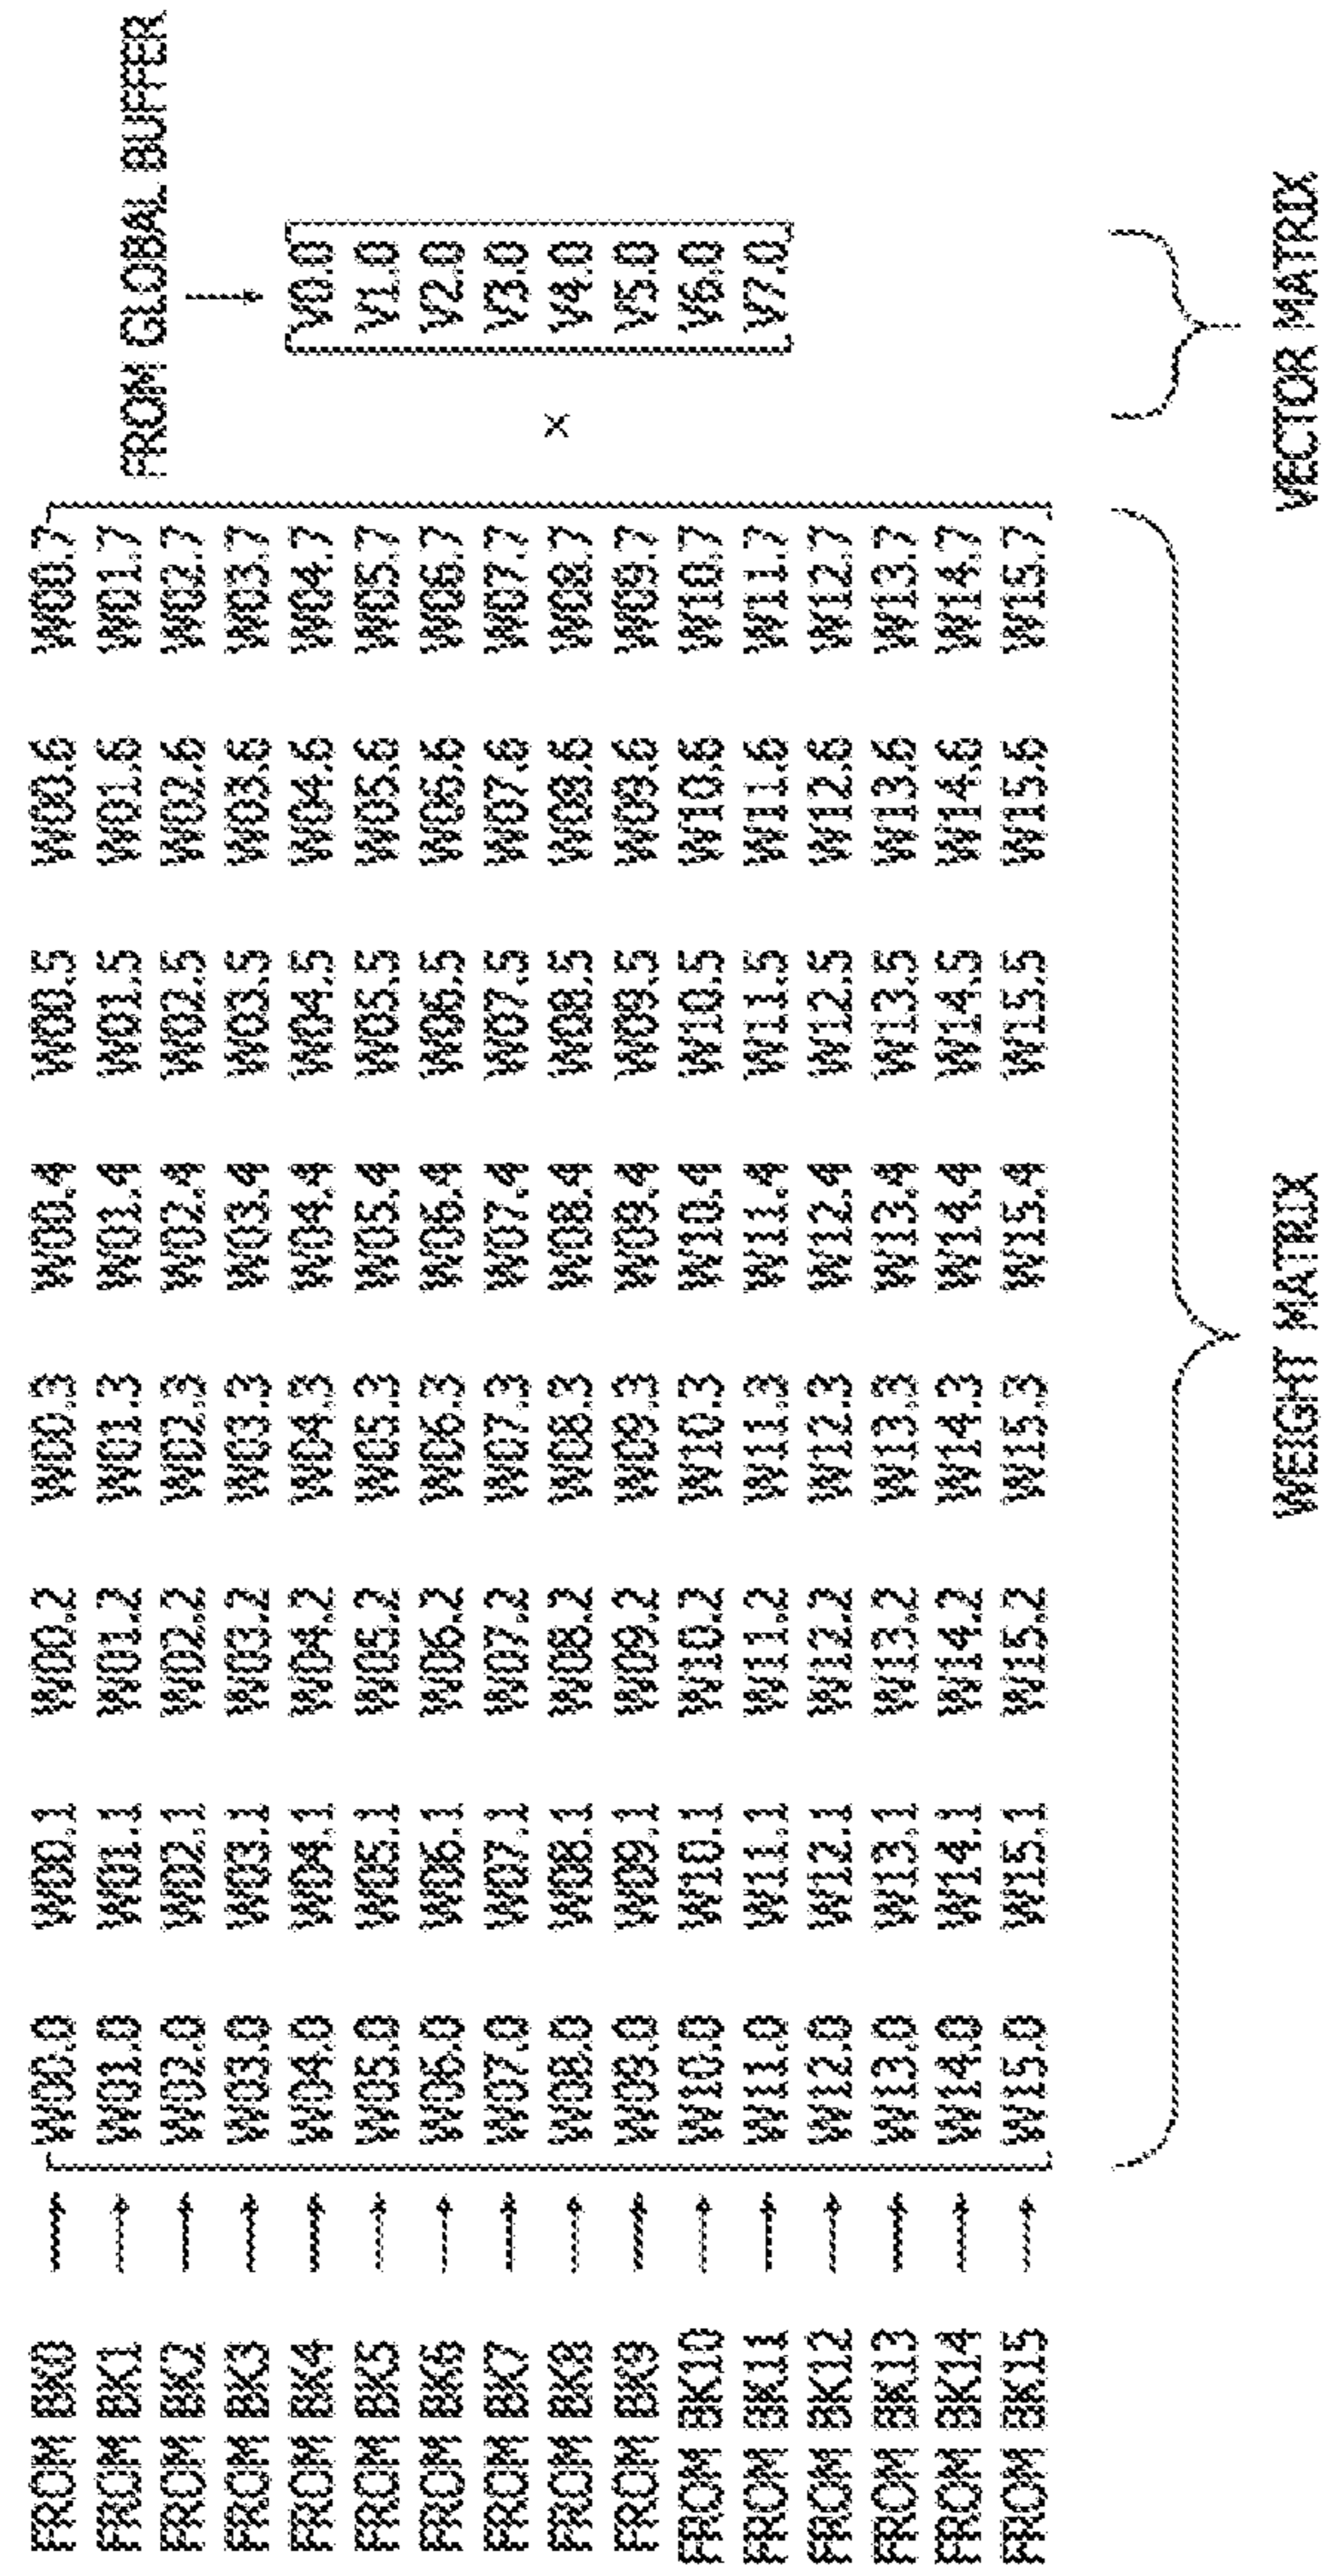 FROM GLOBAL BUFFER
FROM BK0 W00.0 W00.1 W00.2 W00.3 W00.4 W00.5 W00.6 W00.7
FROM BK1 W01.0 W01.1 W01.2 W01.3 W01.4 W01.5 W01.6 W01.7
FROM BK2 W02.0 W02.1 W02.2 W02.3 W02.4 W02.5 W02.6 W02.7
FROM BK3 W03.0 W03.1 W03.2 W03.3 W03.4 W03.5 W03.6 W03.7
FROM BK4 W04.0 W04.1 W04.2 W04.3 W04.4 W04.5 W04.6 W04.7 V0.0
FROM BK5 W05.0 W05.1 W05.2 W05.3 W05.4 W05.5 W05.6 W05.7 V1.0
FROM BK6 W06.0 W06.1 W06.2 W06.3 W06.4 W06.5 W06.6 W06.7 V2.0
FROM BK7 W07.0 W07.1 W07.2 W07.3 W07.4 W07.5 W07.6 W07.7 V3.0
FROM BK8 W08.0 W08.1 W08.2 W08.3 W08.4 W08.5 W08.6 W08.7 × V4.0
FROM BK9 W09.0 W09.1 W09.2 W09.3 W09.4 W09.5 W09.6 W09.7 V5.0
FROM BK10 W10.0 W10.1 W10.2 W10.3 W10.4 W10.5 W10.6 W10.7 V6.0
FROM BK11 W11.0 W11.1 W11.2 W11.3 W11.4 W11.5 W11.6 W11.7 V7.0
FROM BK12 W12.0 W12.1 W12.2 W12.3 W12.4 W12.5 W12.6 W12.7
FROM BK13 W13.0 W13.1 W13.2 W13.3 W13.4 W13.5 W13.6 W13.7
FROM BK14 W14.0 W14.1 W14.2 W14.3 W14.4 W14.5 W14.6 W14.7
FROM BK15 W15.0 W15.1 W15.2 W15.3 W15.4 W15.5 W15.6 W15.7
WEIGHT MATRIX VECTOR MATRIX